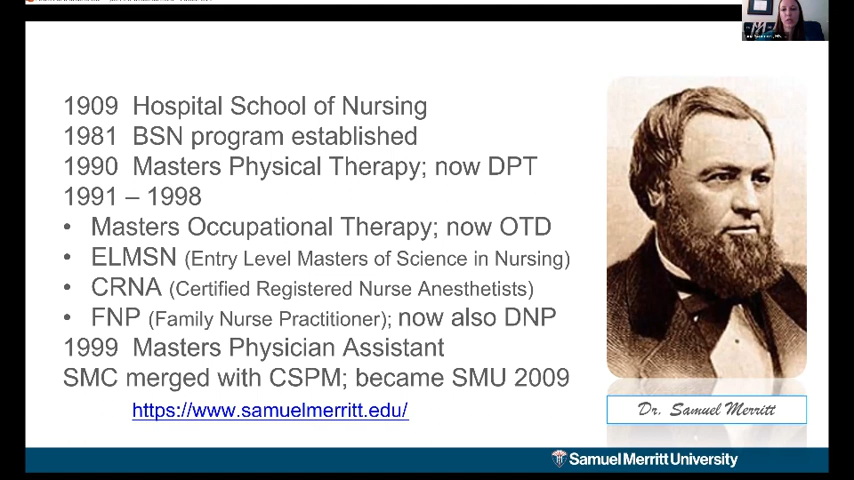 1909 Hospital School of Nursing
1981 BSN program established
1990 Masters Physical Therapy; now DPT
1991 – 1998
• Masters Occupational Therapy; now OTD
• ELMSN (Entry Level Masters of Science in Nursing)
• CRNA (Certified Registered Nurse Anesthetists)
• FNP (Family Nurse Practitioner); now also DNP
1999 Masters Physician Assistant
SMC merged with CSPM; became SMU 2009
https://www.samuelmerritt.edu/
Dr. Samuel Merritt
Samuel Merritt University